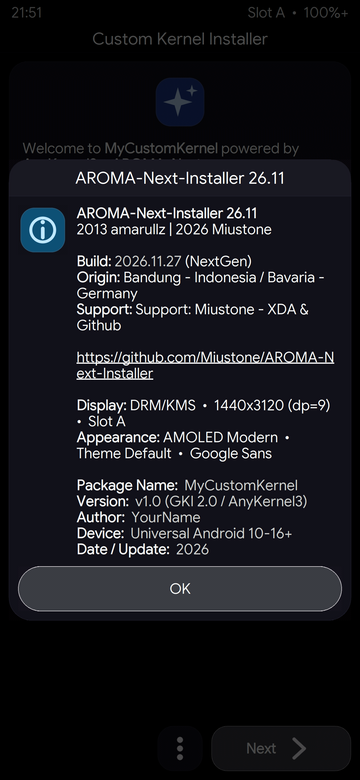 21:51
Slot A • 100%+
Custom Kernel Installer
Welcome to MyCustomKernel powered by
AROMA-Next-Installer 26.11
AROMA-Next-Installer 26.11
2013 amarullz | 2026 Miustone
Build: 2026.11.27 (NextGen)
Origin: Bandung - Indonesia / Bavaria -
Germany
Support: Support: Miustone - XDA &
Github
https://github.com/Miustone/AROMA-N
ext-Installer
Display: DRM/KMS • 1440x3120 (dp=9)
• Slot A
Appearance: AMOLED Modern •
Theme Default • Google Sans
Package Name: MyCustomKernel
Version: v1.0 (GKI 2.0 / AnyKernel3)
Author: YourName
Device: Universal Android 10-16+
Date / Update: 2026
OK
Next